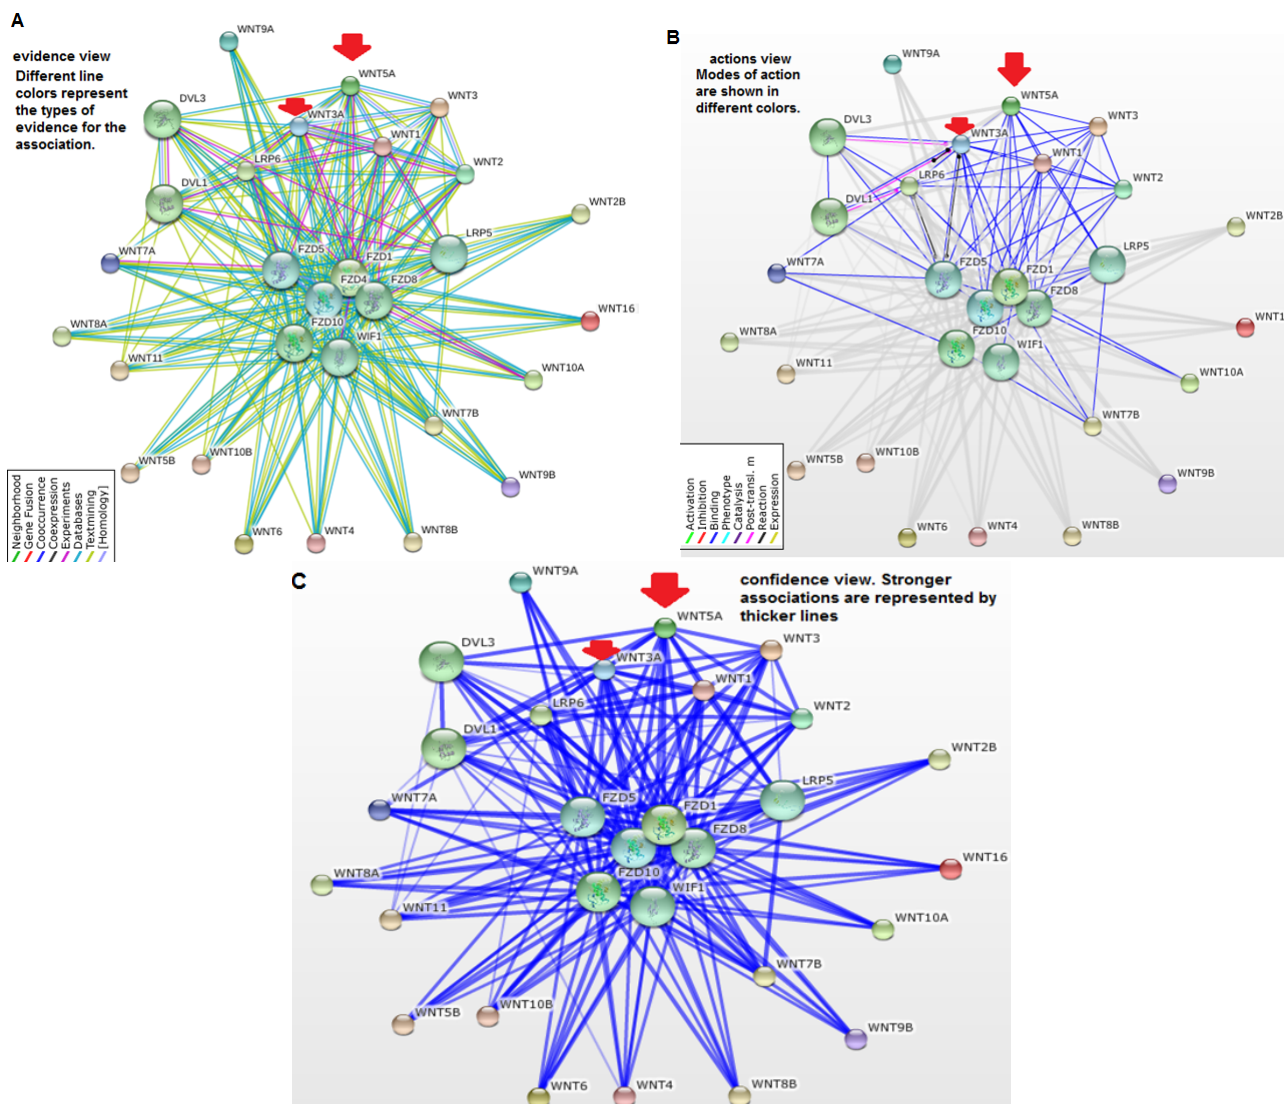 A
evidence view
Different line
colors represent
the types of
evidence for the
association.
WNT9A
WNT5A
DVL3
WNT3A
WNT3
WNT1
LRP6
WNT2
DVL1
WNT2B
LRP5
WNT7A
FZD5
FZD1
FZD4
FZD8
WNT16
WNT8A
FZD10
WIF1
WNT11
WNT10A
WNT7B
WNT5B
WNT10B
WNT9B
WNT6
WNT4
WNT8B
Neighborhood
Gene Fusion
Cooccurrence
Coexpression
Experiments
Databases
Textmining
[Homology]
B
actions view
Modes of action
are shown in
different colors.
WNT9A
WNT5A
DVL3
WNT3A
WNT3
WNT1
LRP6
WNT2
DVL1
WNT2B
LRP5
WNT7A
FZD5
FZD1
FZD8
WNT1
WNT8A
FZD10
WIF1
WNT11
WNT10A
WNT7B
WNT5B
WNT10B
WNT9B
WNT6
WNT4
WNT8B
Activation
Inhibition
Binding
Phenotype
Catalysis
Post-transl. m
Reaction
Expression
C
confidence view. Stronger
associations are represented by
thicker lines
WNT9A
WNT5A
DVL3
WNT3A
WNT3
WNT1
LRP6
WNT2
DVL1
WNT2B
LRP5
WNT7A
FZD5
FZD1
FZD8
WNT16
WNT8A
FZD10
WIF1
WNT11
WNT10A
WNT7B
WNT5B
WNT10B
WNT9B
WNT6
WNT4
WNT8B